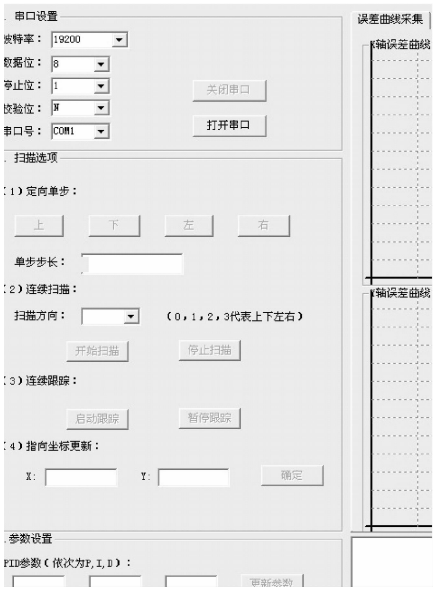 串口设置
波特率： 19200
数据位： 8
停止位： 1
校验位： N
串口号： COM1
关闭串口
打开串口
扫描选项
(1)定向单步：
上 下 左 右
单步步长：
(2)连续扫描：
扫描方向： (0，1，2，3代表上下左右)
开始扫描 停止扫描
(3)连续跟踪：
启动跟踪 暂停跟踪
(4)指向坐标更新：
X: Y: 确定
参数设置
PID参数(依次为P,I,D)：
更新参数
误差曲线采集
X轴误差曲线
Y轴误差曲线